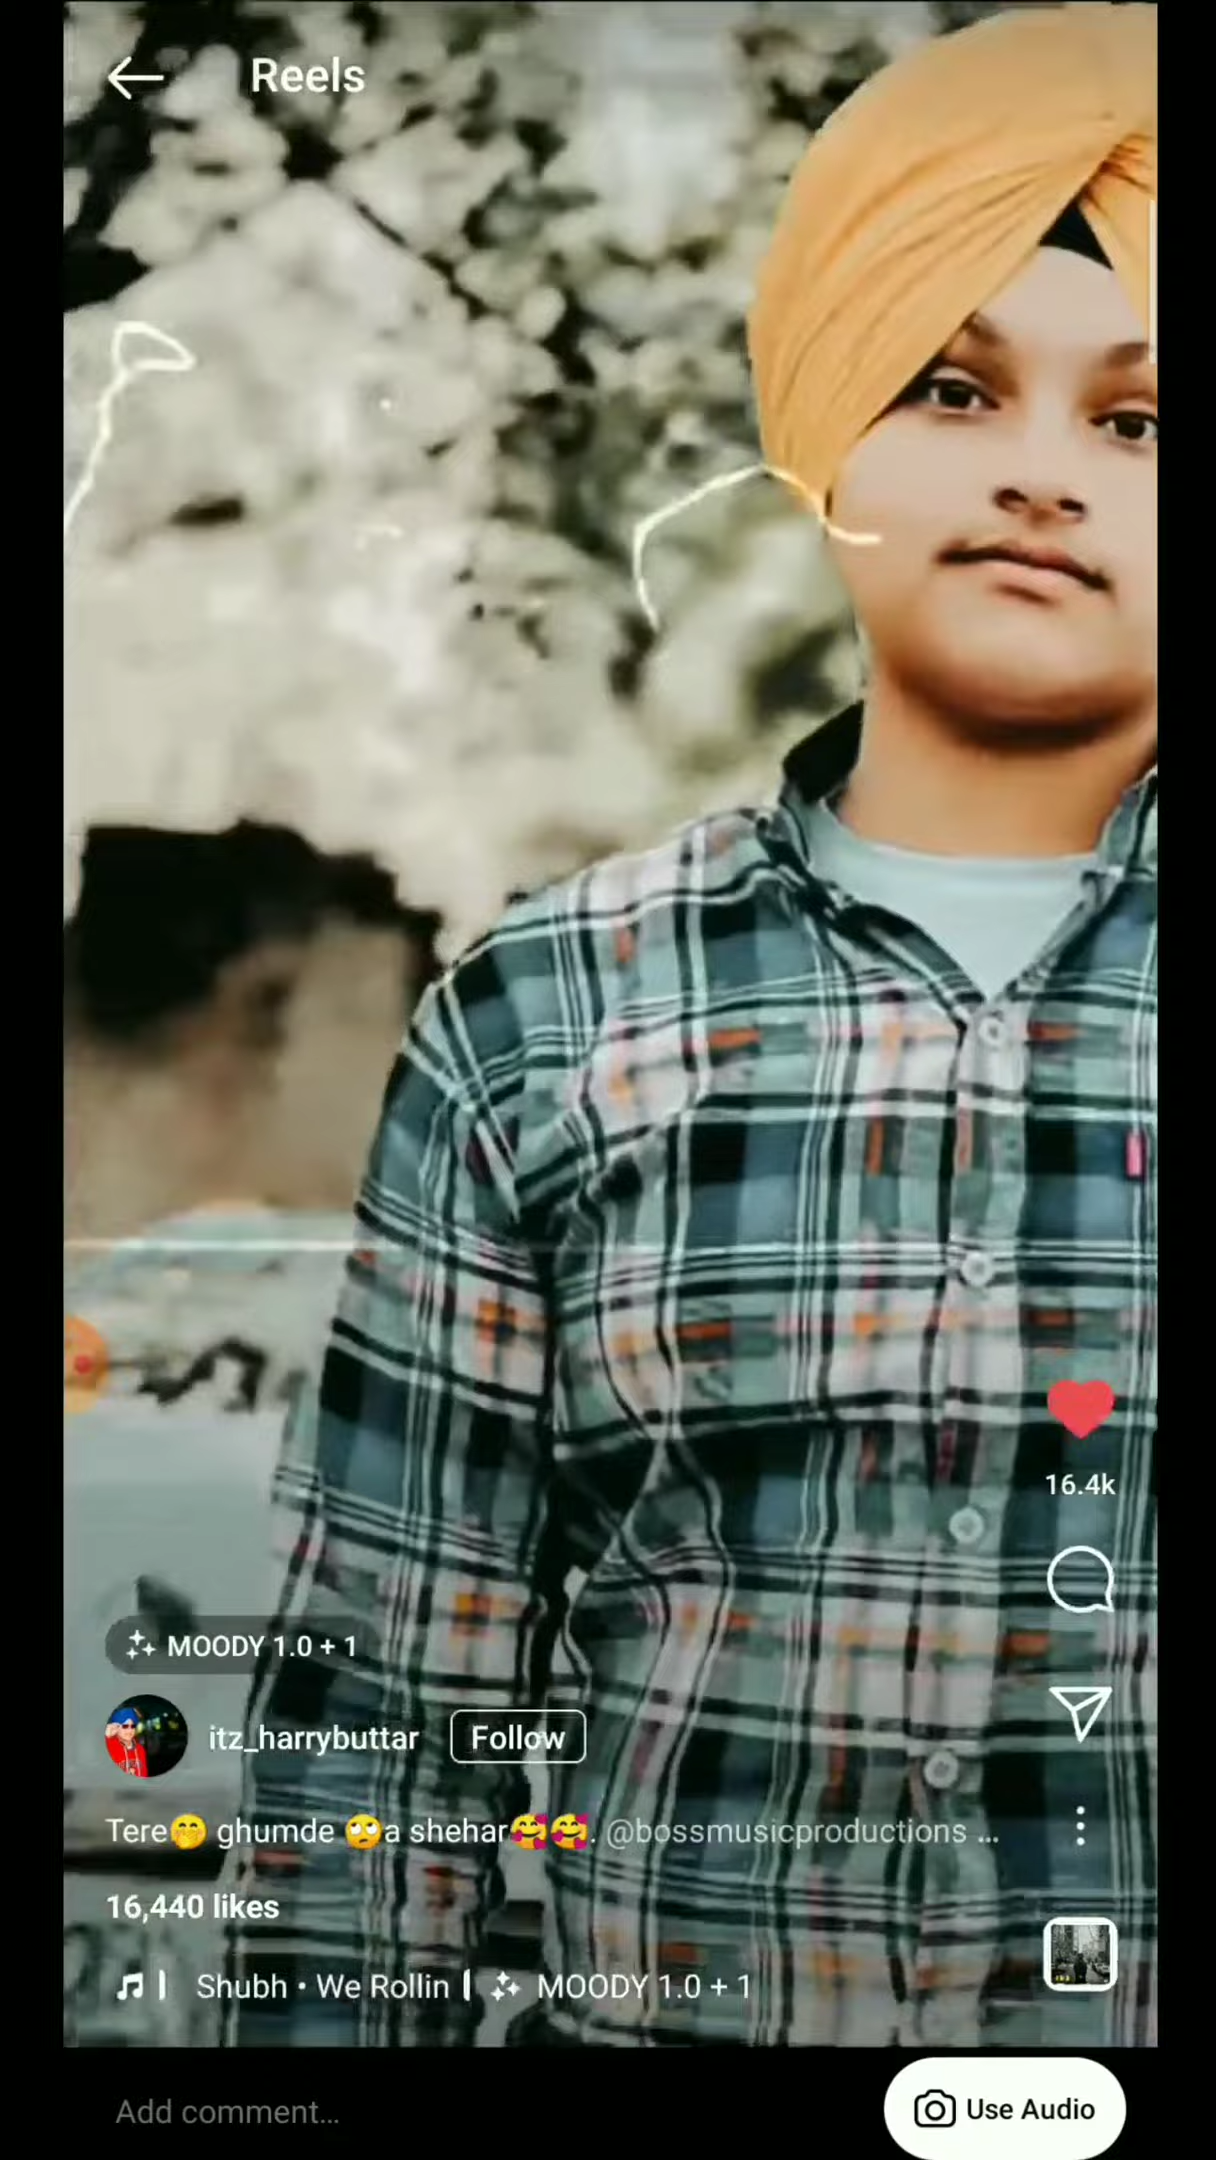 Reels
MOODY 1.0 + 1
itz_harrybuttar Follow
Tere🤭 ghumde 🙄a shehar🥰🥰. @bossmusicproductions ...
16.4k
16,440 likes
Shubh • We Rollin MOODY 1.0 + 1
Add comment...
Use Audio